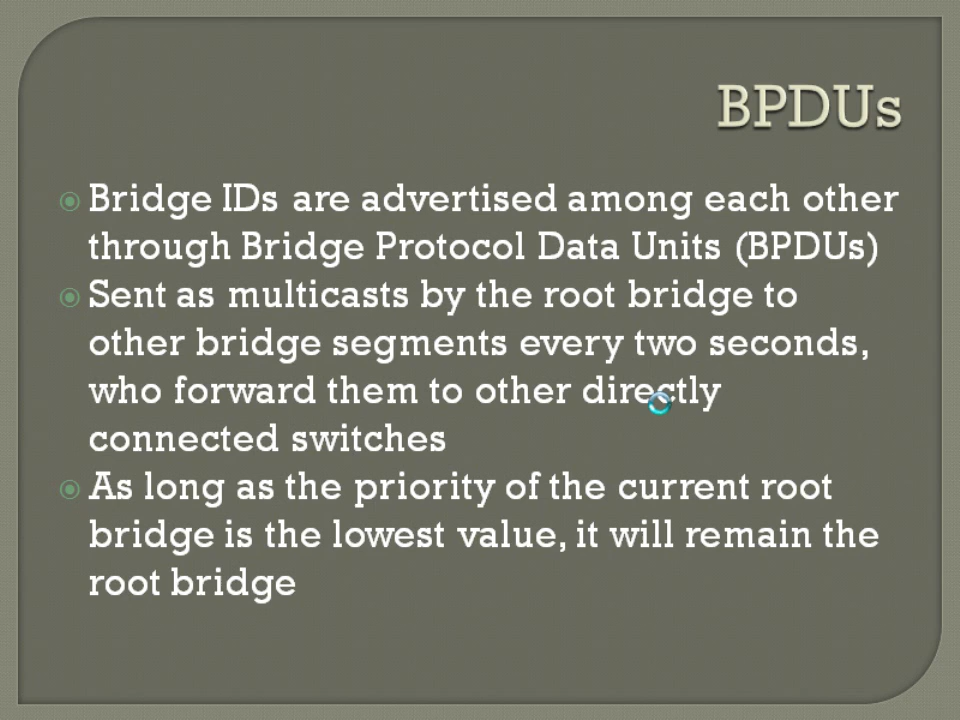 BPDUs
Bridge IDs are advertised among each other
through Bridge Protocol Data Units (BPDUs)
Sent as multicasts by the root bridge to
other bridge segments every two seconds,
who forward them to other directly
connected switches
As long as the priority of the current root
bridge is the lowest value, it will remain the
root bridge